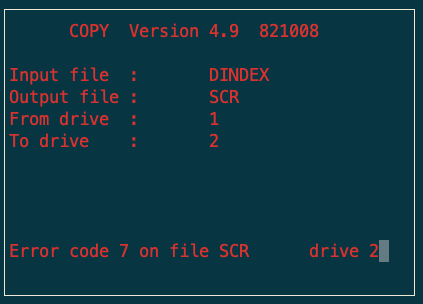 COPY Version 4.9 821008
Input file : DINDEX
Output file : SCR
From drive : 1
To drive : 2
Error code 7 on file SCR drive 2